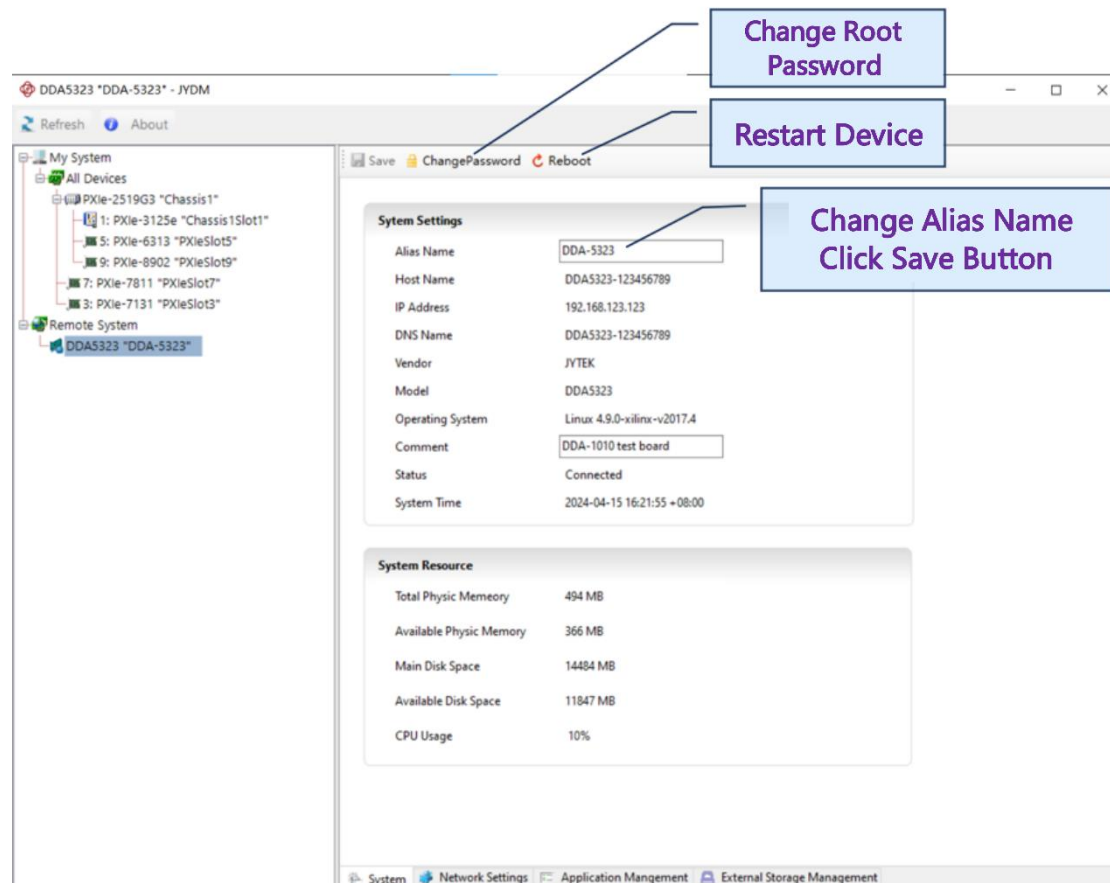 Change Root
Password
DDA5323 "DDA-5323" - JYDM
Refresh About
Restart Device
My System
All Devices
PXIe-2519G3 "Chassis1"
1: PXIe-3125e "Chassis1Slot1"
5: PXIe-6313 "PXIeSlot5"
9: PXIe-8902 "PXIeSlot9"
7: PXIe-7811 "PXIeSlot7"
3: PXIe-7131 "PXIeSlot3"
Remote System
DDA5323 "DDA-5323"
Save ChangePassword Reboot
Sytem Settings
Change Alias Name
Click Save Button
Alias Name DDA-5323
Host Name DDA5323-123456789
IP Address 192.168.123.123
DNS Name DDA5323-123456789
Vendor JYTEK
Model DDA5323
Operating System Linux 4.9.0-xilinx-v2017.4
Comment DDA-1010 test board
Status Connected
System Time 2024-04-15 16:21:55 +08:00
System Resource
Total Physic Memeory 494 MB
Available Physic Memory 366 MB
Main Disk Space 14484 MB
Available Disk Space 11847 MB
CPU Usage 10%
System Network Settings Application Mangement External Storage Management